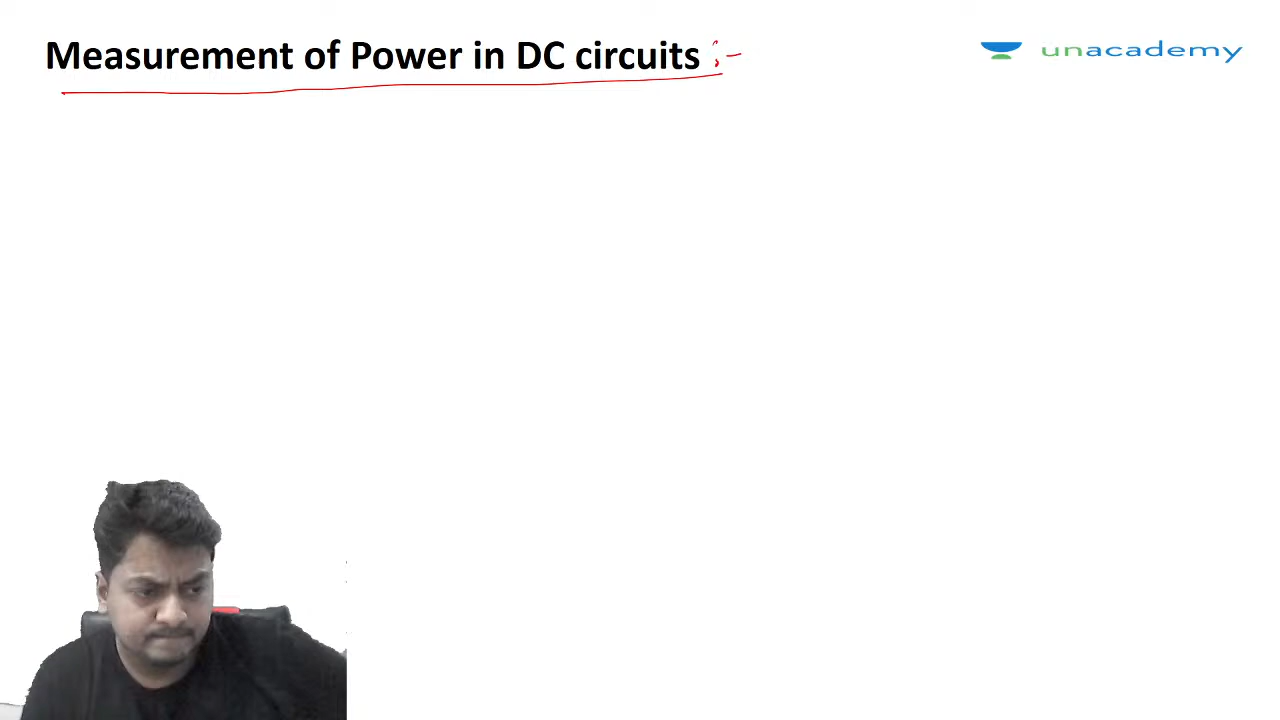 Measurement of Power in DC circuits :-
unacademy